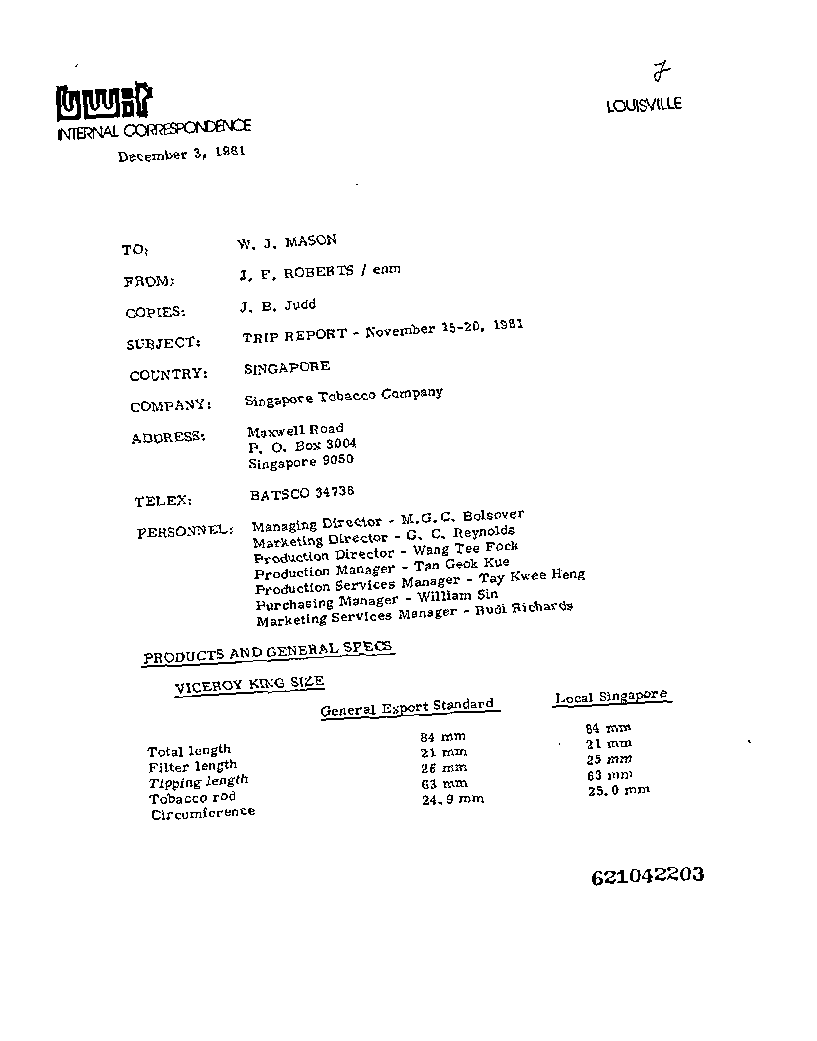 7
LOUISVILLE
INTERNAL CORRESPONDENCE
December 3, 1981
TO: W. J. MASON
FROM: I. F. ROBERTS / enm
COPIES: J. B. Judd
SUBJECT: TRIP REPORT - November 15-20, 1981
COUNTRY: SINGAPORE
COMPANY: Singapore Tobacco Company
ADDRESS: Maxwell Road
P. O. Box 3004
Singapore 9050
TELEX: BATSCO 34738
PERSONNEL: Managing Director - M.G.C. Bolsover
Marketing Director - G. C. Reynolds
Production Director - Wang Tee Fock
Production Manager - Tan Geok Kue
Production Services Manager - Tay Kwee Heng
Purchasing Manager - William Sin
Marketing Services Manager - Rudi Richards
PRODUCTS AND GENERAL SPECS
VICEROY KING SIZE
General Export Standard Local Singapore
Total length 84 mm 84 mm
Filter length 21 mm 21 mm
Tipping length 26 mm 25 mm
Tobacco rod 63 mm 63 mm
Circumference 24.9 mm 25.0 mm
621042203